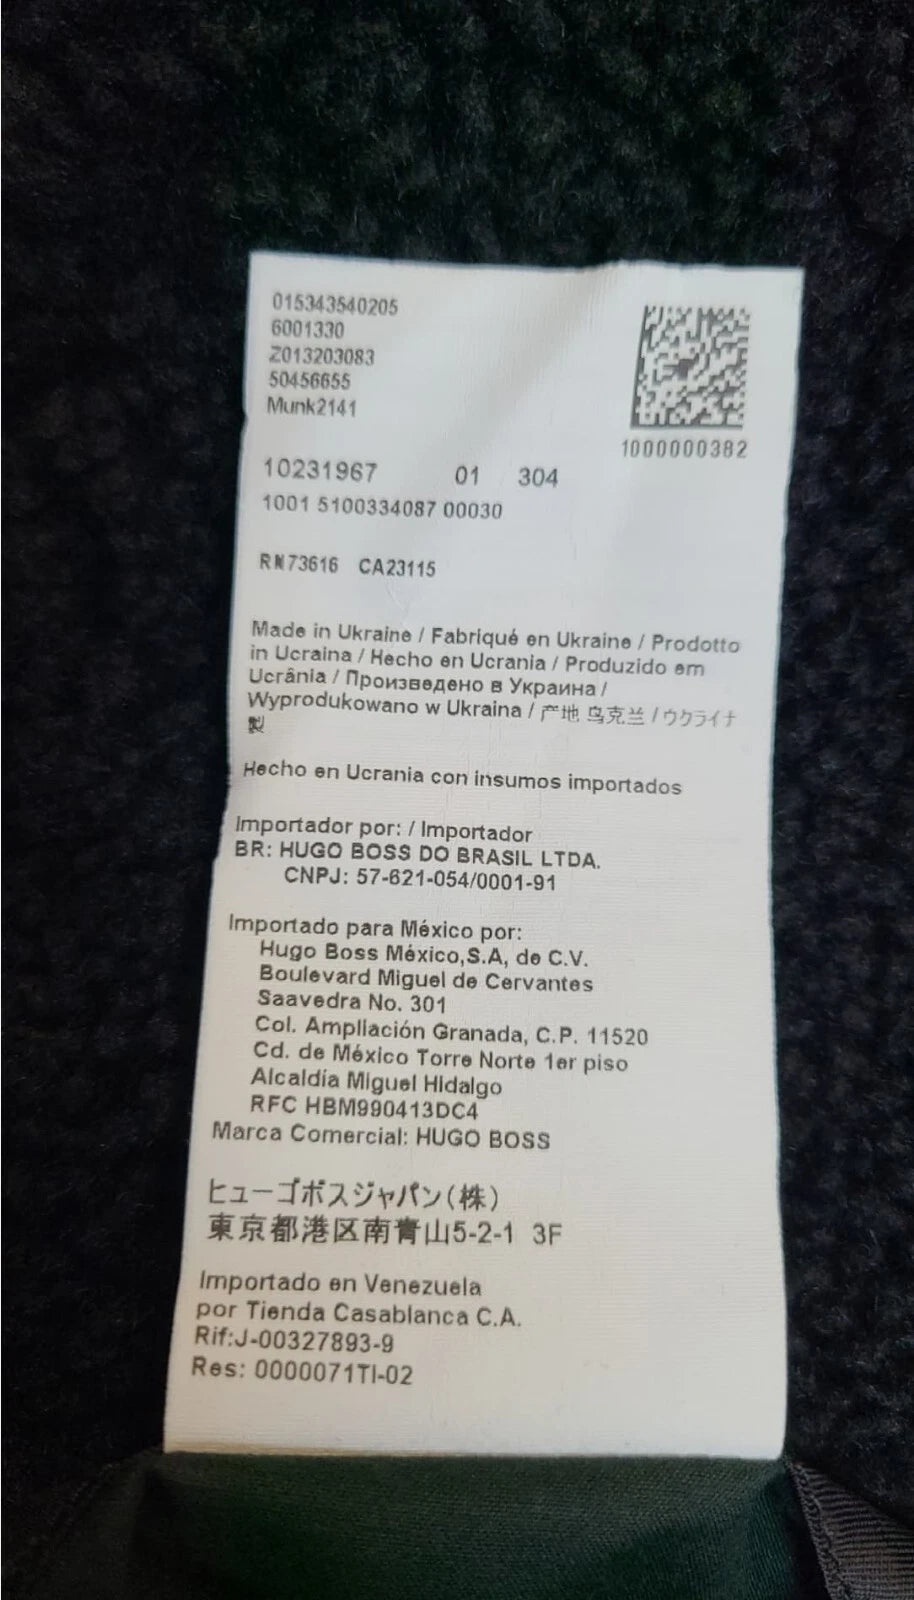 015343540205
6001330
Z013203083
50456655
Munk2141
1000000382
10231967 01 304
1001 5100334087 00030
RN73616 CA23115
Made in Ukraine / Fabriqué en Ukraine / Prodotto
in Ucraina / Hecho en Ucrania / Produzido em
Ucrânia / Произведено в Украина /
Wyprodukowano w Ukraina / 产地 乌克兰 / ウクライナ
製
Hecho en Ucrania con insumos importados
Importador por: / Importador
BR: HUGO BOSS DO BRASIL LTDA.
CNPJ: 57-621-054/0001-91
Importado para México por:
Hugo Boss México,S.A, de C.V.
Boulevard Miguel de Cervantes
Saavedra No. 301
Col. Ampliación Granada, C.P. 11520
Cd. de México Torre Norte 1er piso
Alcaldía Miguel Hidalgo
RFC HBM990413DC4
Marca Comercial: HUGO BOSS
ヒューゴボスジャパン(株)
東京都港区南青山5-2-1 3F
Importado en Venezuela
por Tienda Casablanca C.A.
Rif:J-00327893-9
Res: 0000071TI-02